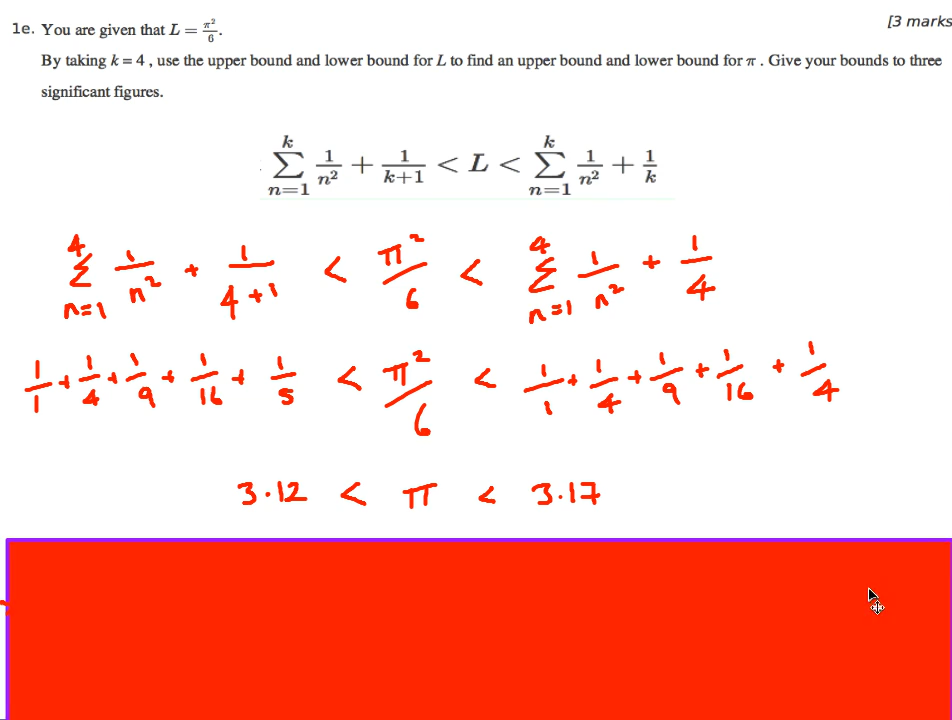 1e. You are given that L = π²/6. [3 marks
By taking k = 4 , use the upper bound and lower bound for L to find an upper bound and lower bound for π . Give your bounds to three
significant figures.
∑_{n=1}^{k} 1/n² + 1/(k+1) < L < ∑_{n=1}^{k} 1/n² + 1/k
∑_{n=1}^{4} 1/n² + 1/(4+1) < π²/6 < ∑_{n=1}^{4} 1/n² + 1/4
1/1 + 1/4 + 1/9 + 1/16 + 1/5 < π²/6 < 1/1 + 1/4 + 1/9 + 1/16 + 1/4
3.12 < π < 3.17